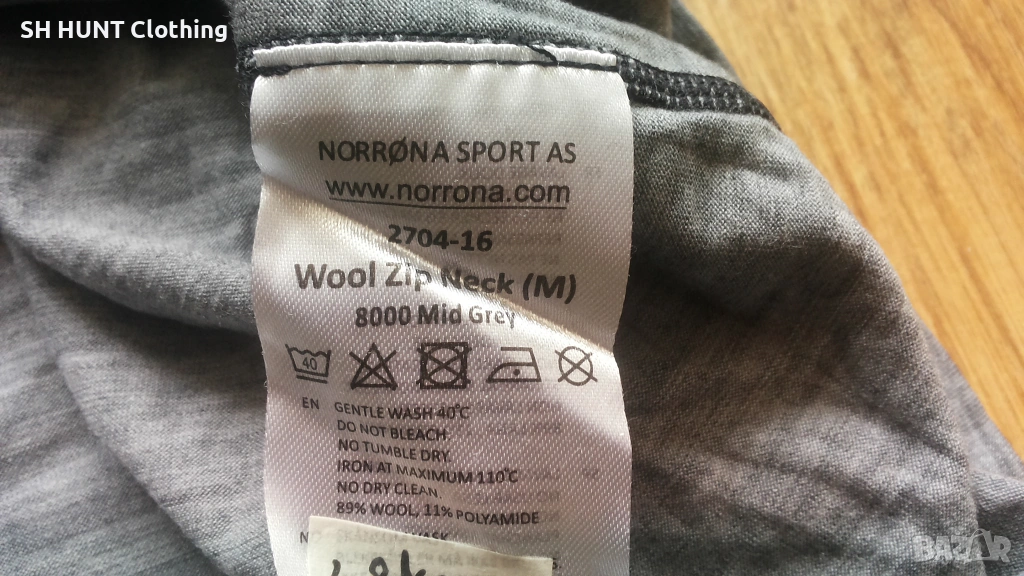 SH HUNT Clothing
NORRØNA SPORT AS
www.norrona.com
2704-16
Wool Zip Neck (M)
8000 Mid Grey
40
EN GENTLE WASH 40°C
DO NOT BLEACH
NO TUMBLE DRY.
IRON AT MAXIMUM 110°C
NO DRY CLEAN.
89% WOOL, 11% POLYAMIDE
BAZAR